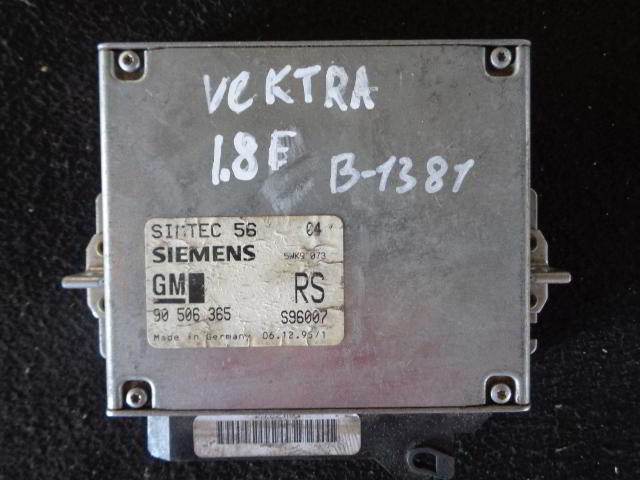 VEKTRA
1.8E
B-1381
SIMTEC 56 04
SIEMENS 5WK9 073
GM RS
90 506 365 S96007
Made in Germany 06.12.95/1